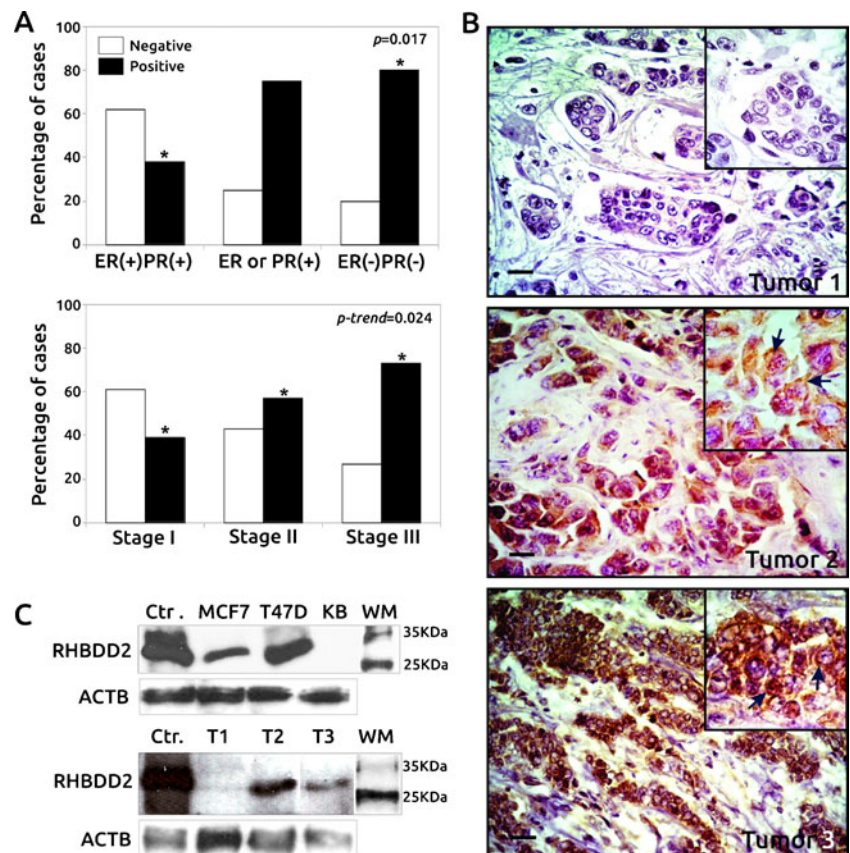 A
Percentage of cases
100
80
60
40
20
0
Negative
Positive
p=0.017
*
*
ER(+)PR(+)
ER or PR(+)
ER(-)PR(-)
Percentage of cases
100
80
60
40
20
0
p-trend=0.024
*
*
*
Stage I
Stage II
Stage III
B
Tumor 1
Tumor 2
Tumor 3
C
Ctr. MCF7 T47D KB WM
RHBDD2
35KDa
25KDa
ACTB
Ctr. T1 T2 T3 WM
RHBDD2
35KDa
25KDa
ACTB